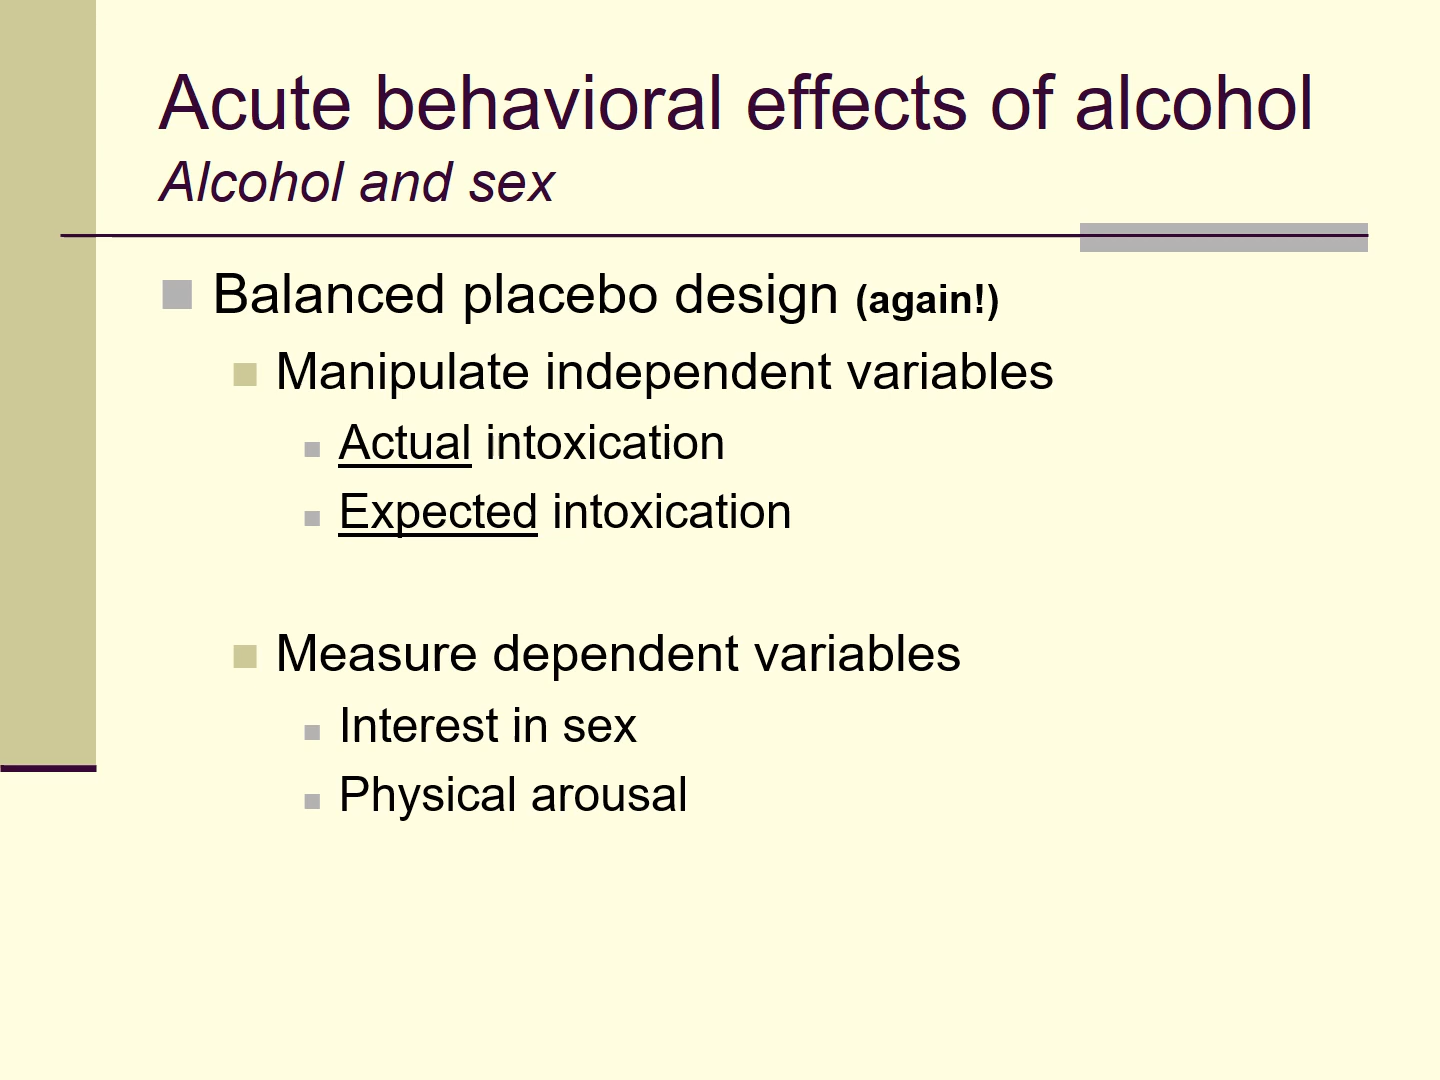 Acute behavioral effects of alcohol
Alcohol and sex
Balanced placebo design (again!)
Manipulate independent variables
Actual intoxication
Expected intoxication
Measure dependent variables
Interest in sex
Physical arousal